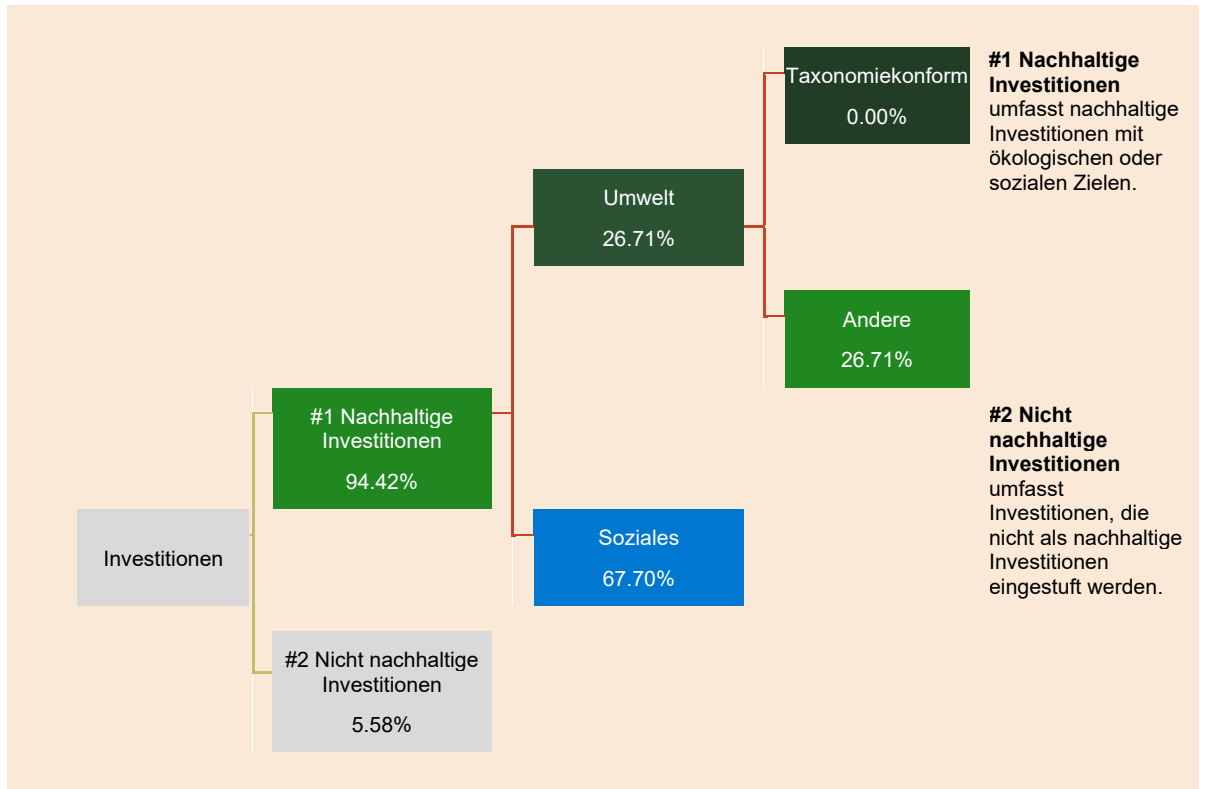 Taxonomiekonform
0.00%
Umwelt
26.71%
Andere
26.71%
#1 Nachhaltige
Investitionen
94.42%
Soziales
67.70%
Investitionen
#2 Nicht nachhaltige
Investitionen
5.58%
#1 Nachhaltige
Investitionen
umfasst nachhaltige
Investitionen mit
ökologischen oder
sozialen Zielen.
#2 Nicht
nachhaltige
Investitionen
umfasst
Investitionen, die
nicht als nachhaltige
Investitionen
eingestuft werden.